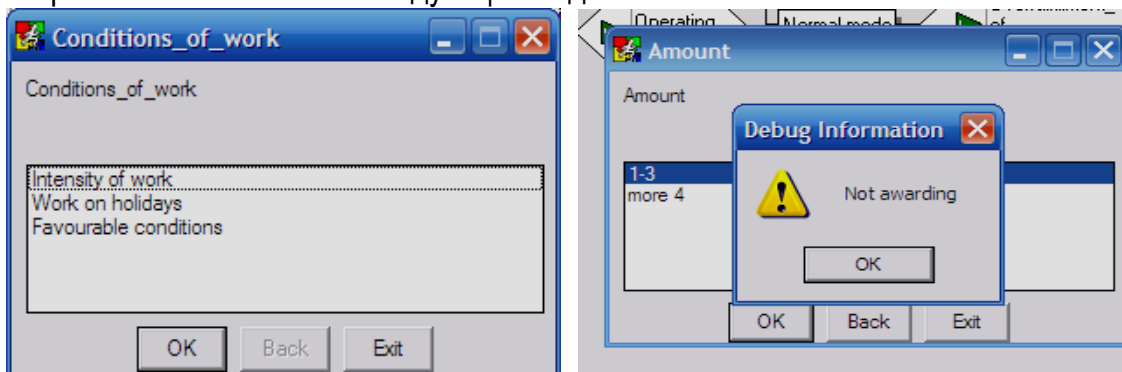 Conditions_of_work
Conditions_of_work
Intensity of work
Work on holidays
Favourable conditions
OK Back Exit
Operating Normal mode of
Amount
Amount
1-3
more 4
Debug Information
Not awarding
OK
OK Back Exit